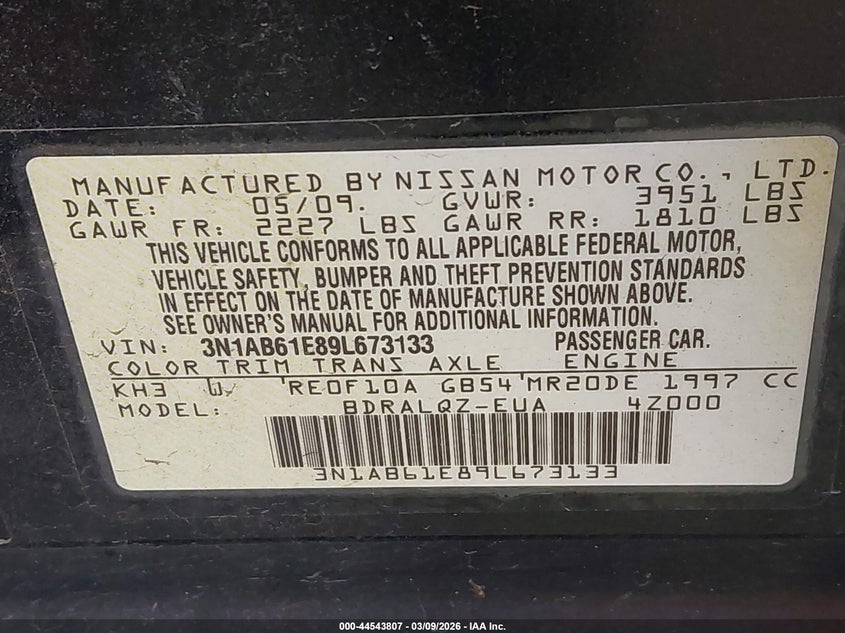 MANUFACTURED BY NISSAN MOTOR CO., LTD.
DATE: 05/09. GVWR: 3951 LBS
GAWR FR: 2227 LBS GAWR RR: 1810 LBS
THIS VEHICLE CONFORMS TO ALL APPLICABLE FEDERAL MOTOR,
VEHICLE SAFETY, BUMPER AND THEFT PREVENTION STANDARDS
IN EFFECT ON THE DATE OF MANUFACTURE SHOWN ABOVE.
SEE OWNER'S MANUAL FOR ADDITIONAL INFORMATION.
VIN: 3N1AB61E89L673133 PASSENGER CAR.
COLOR TRIM TRANS AXLE ENGINE
KH3 W RE0F10A GB54 MR20DE 1997 CC
MODEL: BDRALQZ-EUA 4Z000
3N1AB61E89L673133
000-44543807 - 03/09/2026 - IAA Inc.